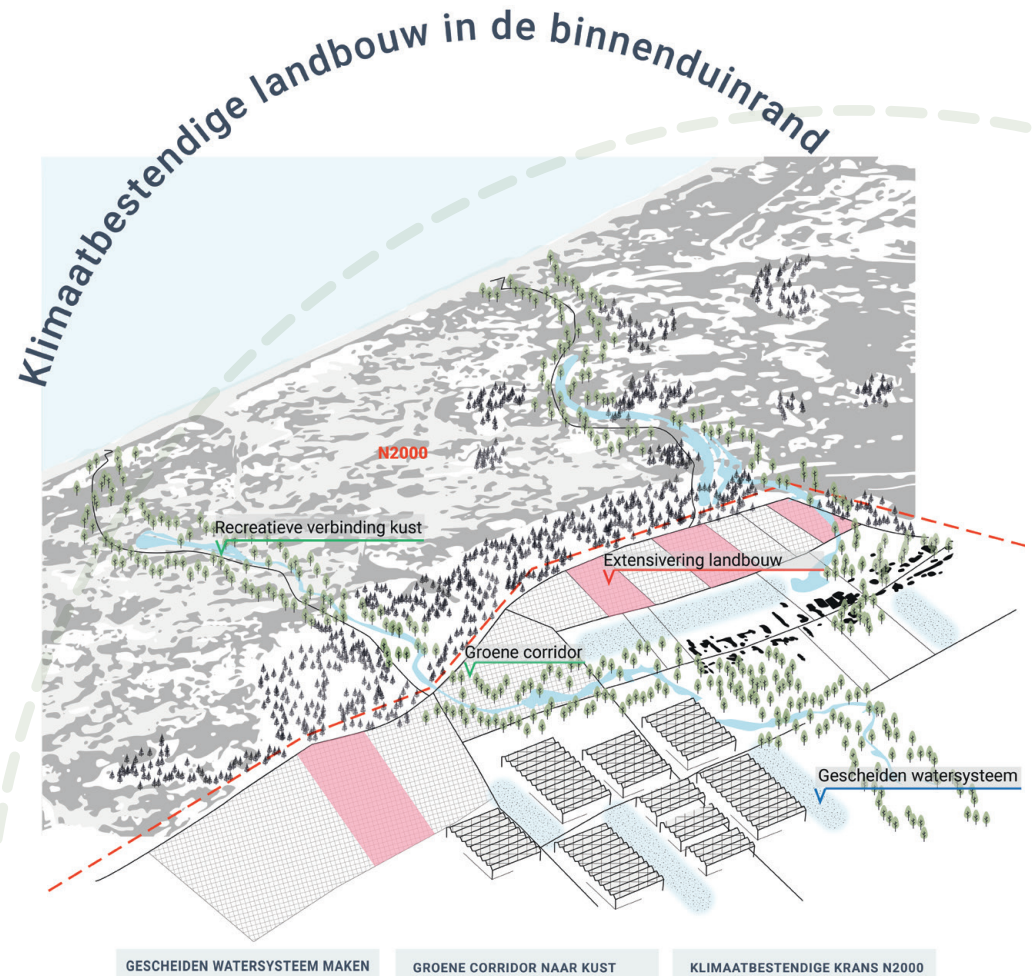 Klimaatbestendige landbouw in de binnenduinrand
N2000
Recreatieve verbinding kust
Extensivering landbouw
Groene corridor
Gescheiden watersysteem
GESCHEIDEN WATERSYSTEEM MAKEN
GROENE CORRIDOR NAAR KUST
KLIMAATBESTENDIGE KRANS N2000